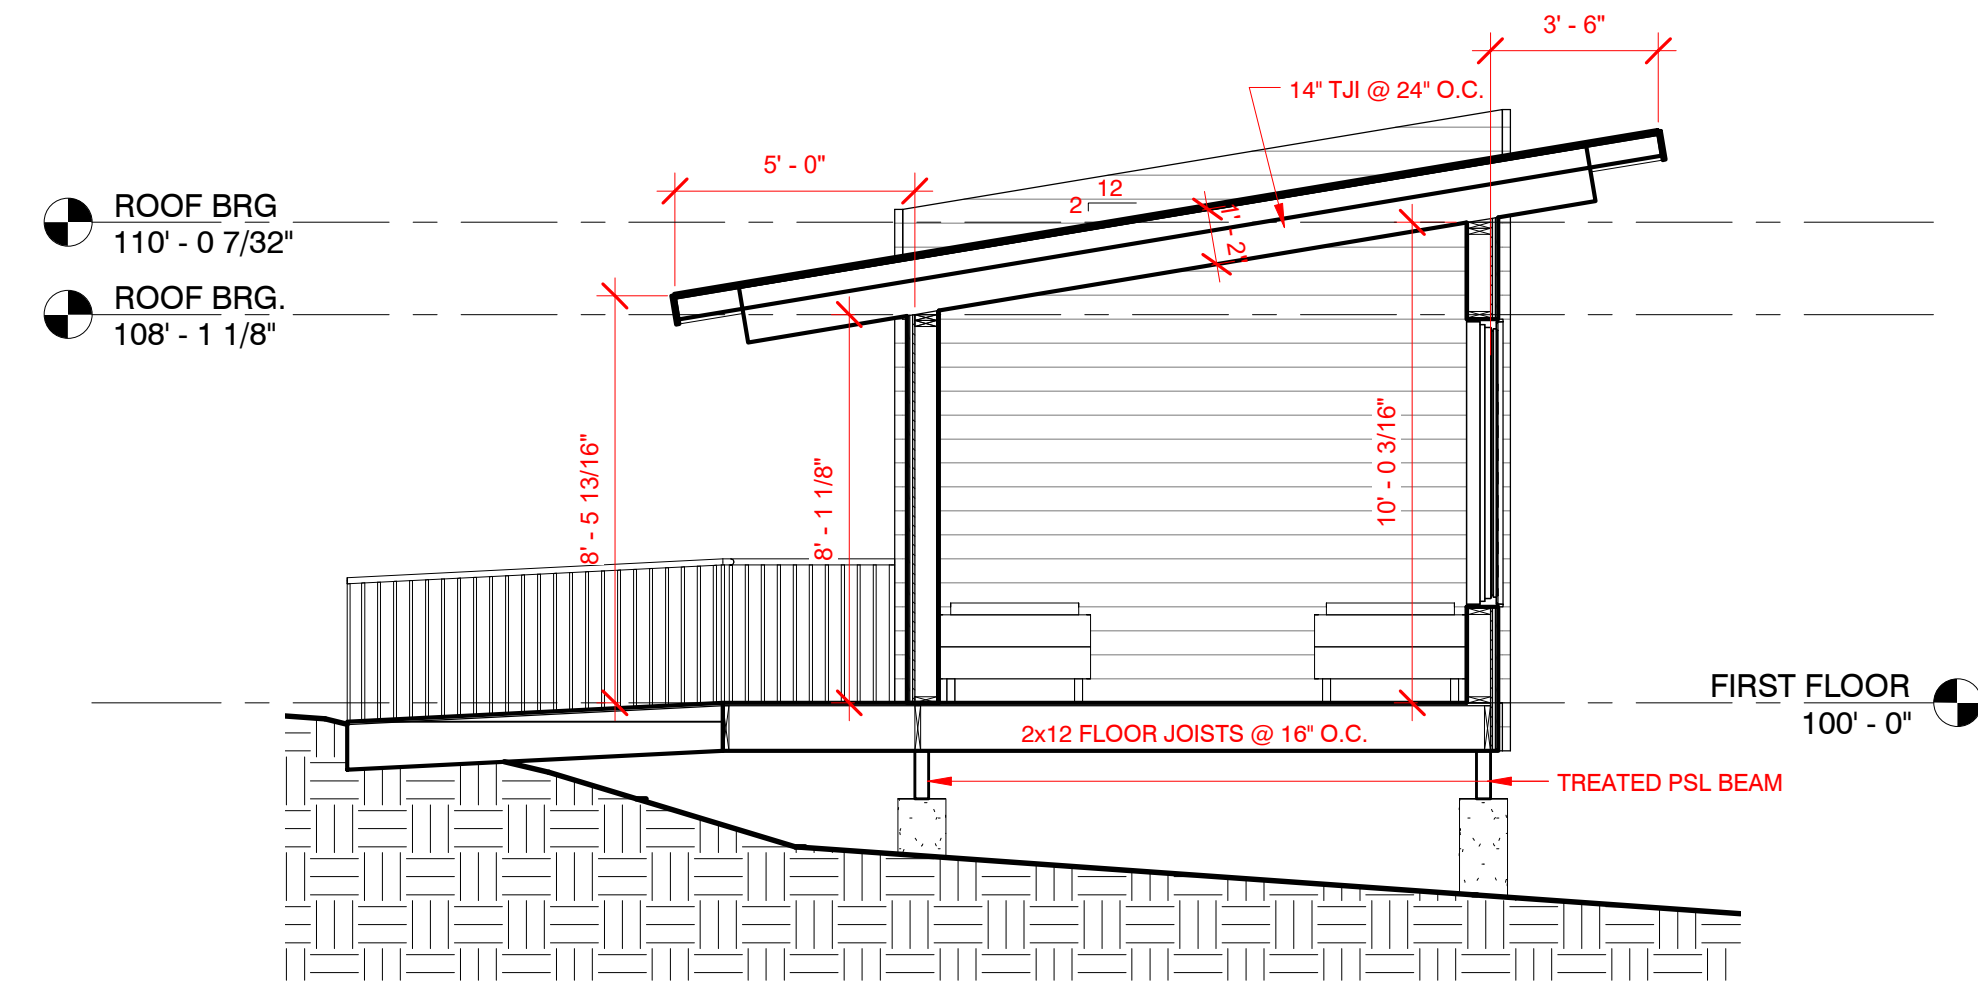 3' - 6"
14" TJI @ 24" O.C.
5' - 0"
12
2
1' - 2"
ROOF BRG
110' - 0 7/32"
ROOF BRG.
108' - 1 1/8"
8' - 5 13/16"
8' - 1 1/8"
10' - 0 3/16"
FIRST FLOOR
100' - 0"
2x12 FLOOR JOISTS @ 16" O.C.
TREATED PSL BEAM